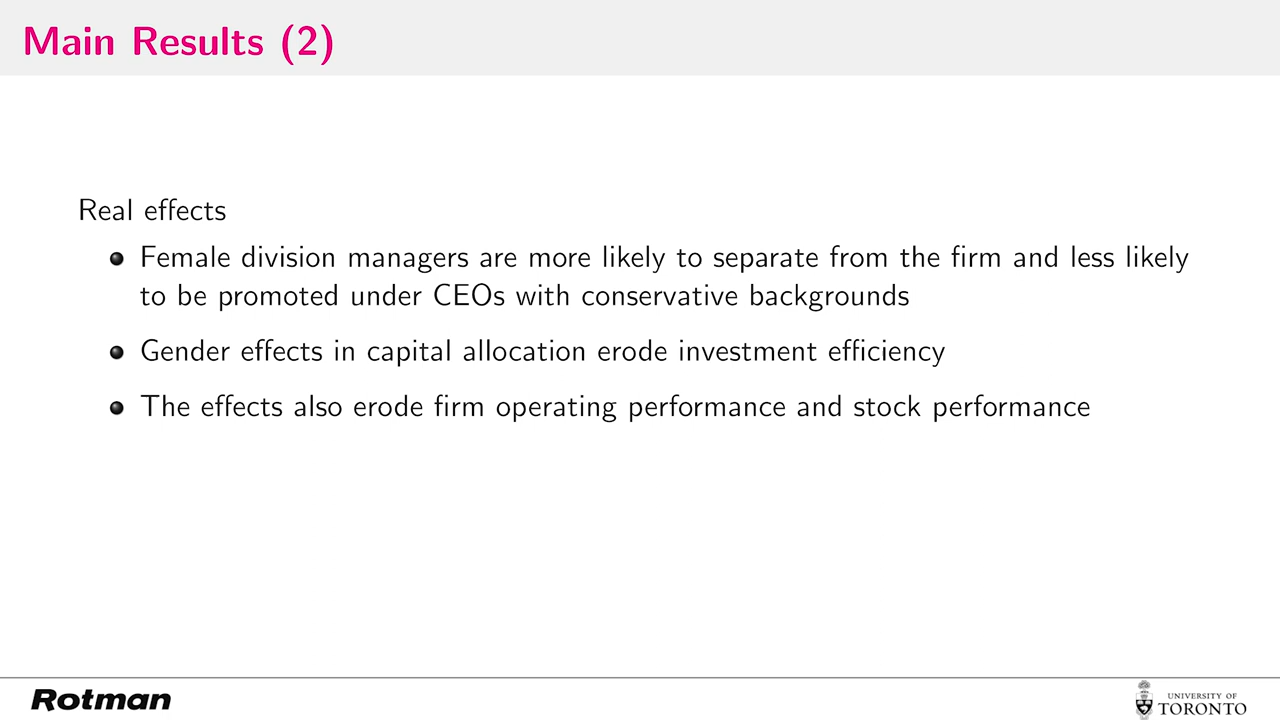 Main Results (2)
Real effects
Female division managers are more likely to separate from the firm and less likely
to be promoted under CEOs with conservative backgrounds
Gender effects in capital allocation erode investment efficiency
The effects also erode firm operating performance and stock performance
Rotman
UNIVERSITY OF
TORONTO